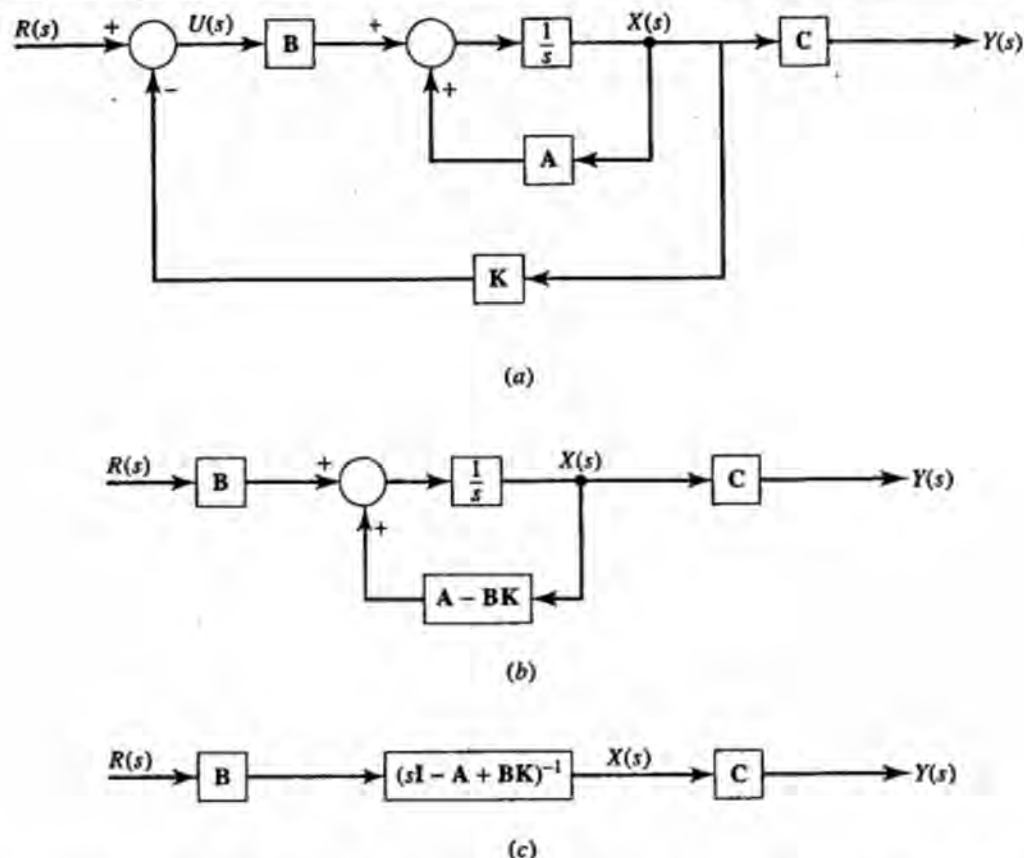 R(s) + U(s) B + 1/s X(s) C Y(s)
− +
A
K
(a)
R(s) B + 1/s X(s) C Y(s)
+
A − BK
(b)
R(s) B (sI − A + BK)⁻¹ X(s) C Y(s)
(c)